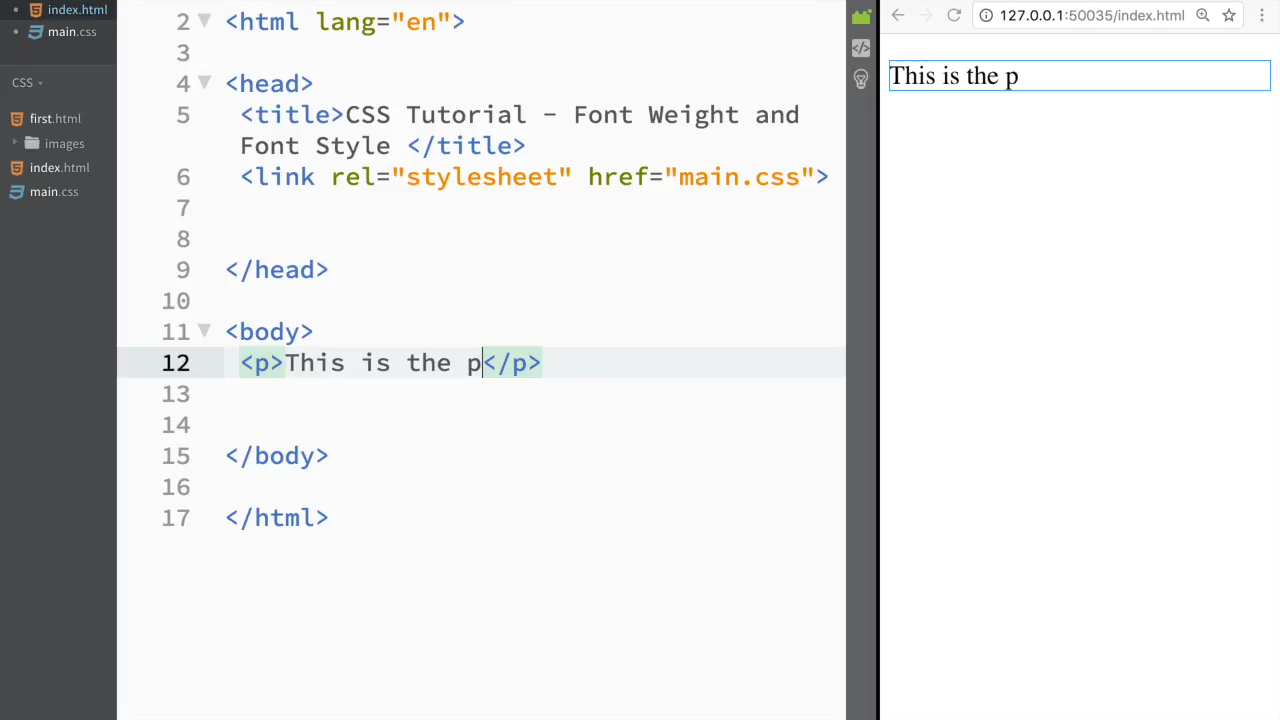 index.html
main.css
CSS
first.html
images
index.html
main.css
2 <html lang="en">
3
4 <head>
5 <title>CSS Tutorial - Font Weight and
Font Style </title>
6 <link rel="stylesheet" href="main.css">
7
8
9 </head>
10
11 <body>
12 <p>This is the p</p>
13
14
15 </body>
16
17 </html>
127.0.0.1:50035/index.html
This is the p